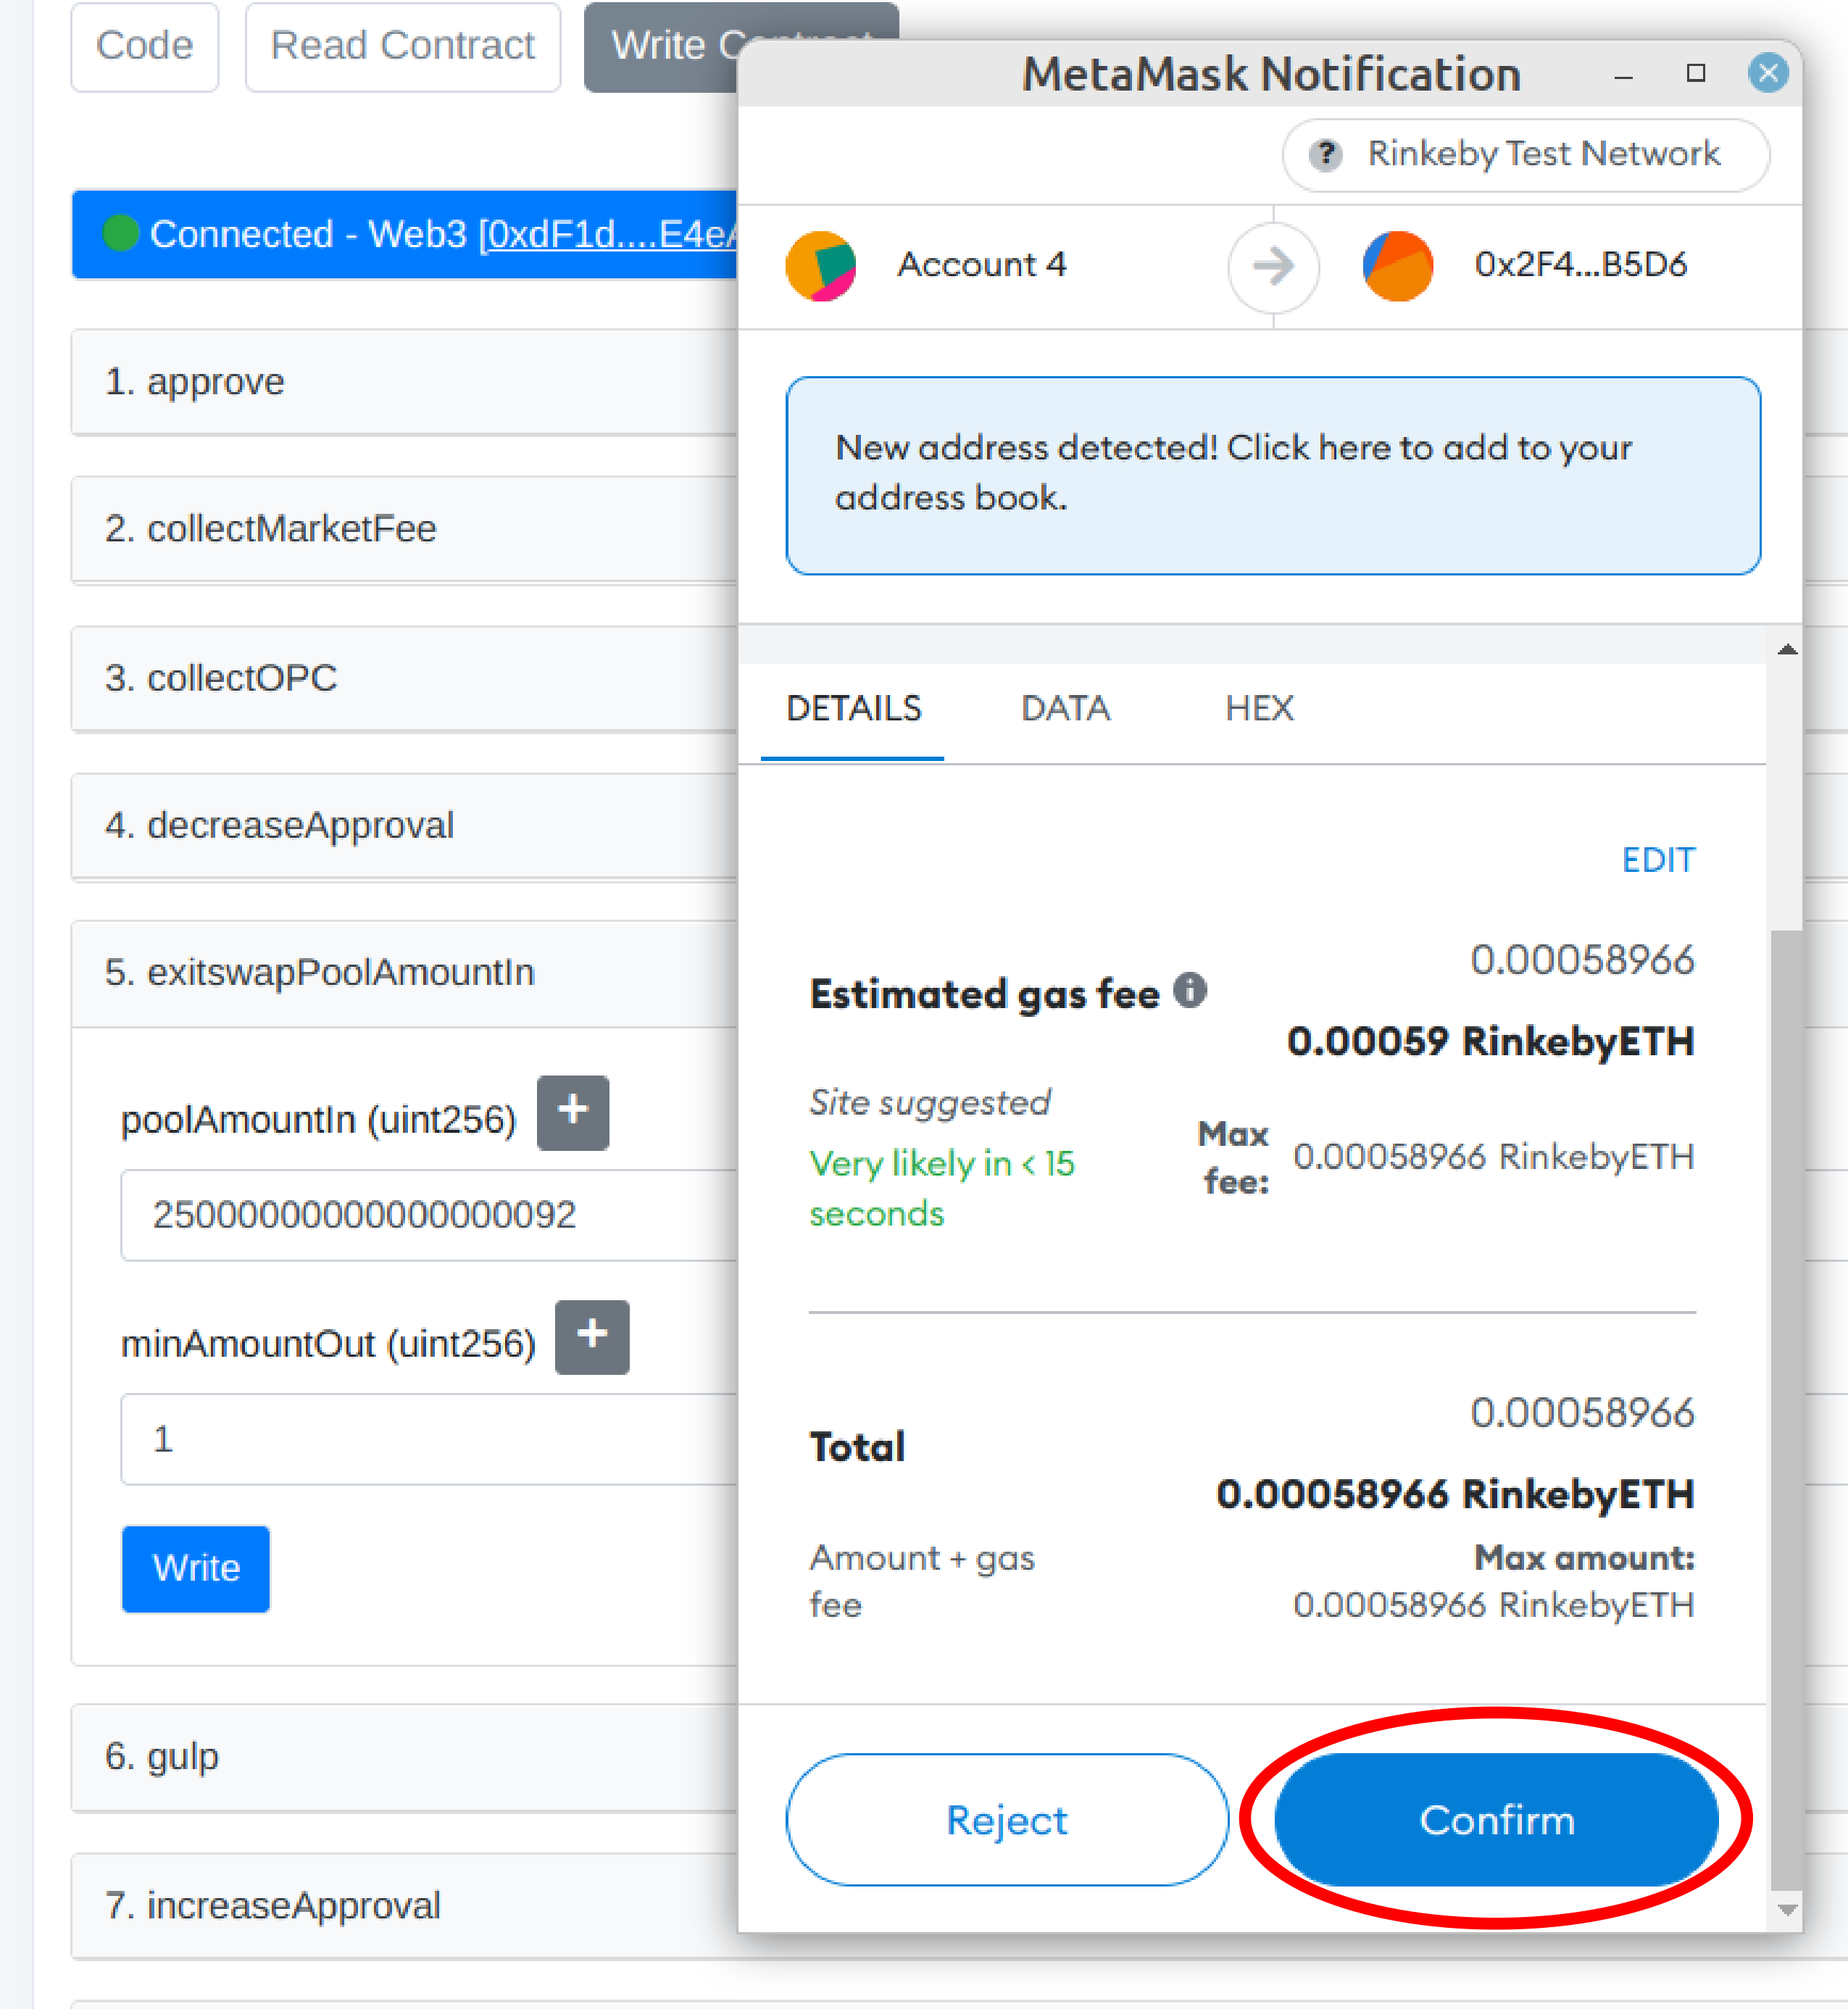 Code
Read Contract
Write
MetaMask Notification
Rinkeby Test Network
Connected - Web3 [0xdF1d....E4e
Account 4
0x2F4...B5D6
1. approve
New address detected! Click here to add to your
address book.
2. collectMarketFee
3. collectOPC
DETAILS
DATA
HEX
4. decreaseApproval
EDIT
5. exitswapPoolAmountIn
Estimated gas fee
0.00058966
0.00059 RinkebyETH
Site suggested
Very likely in < 15
seconds
Max
fee:
0.00058966 RinkebyETH
poolAmountIn (uint256)
+
25000000000000000092
minAmountOut (uint256)
+
1
Total
0.00058966
0.00058966 RinkebyETH
Amount + gas
fee
Max amount:
0.00058966 RinkebyETH
Write
6. gulp
Reject
Confirm
7. increaseApproval